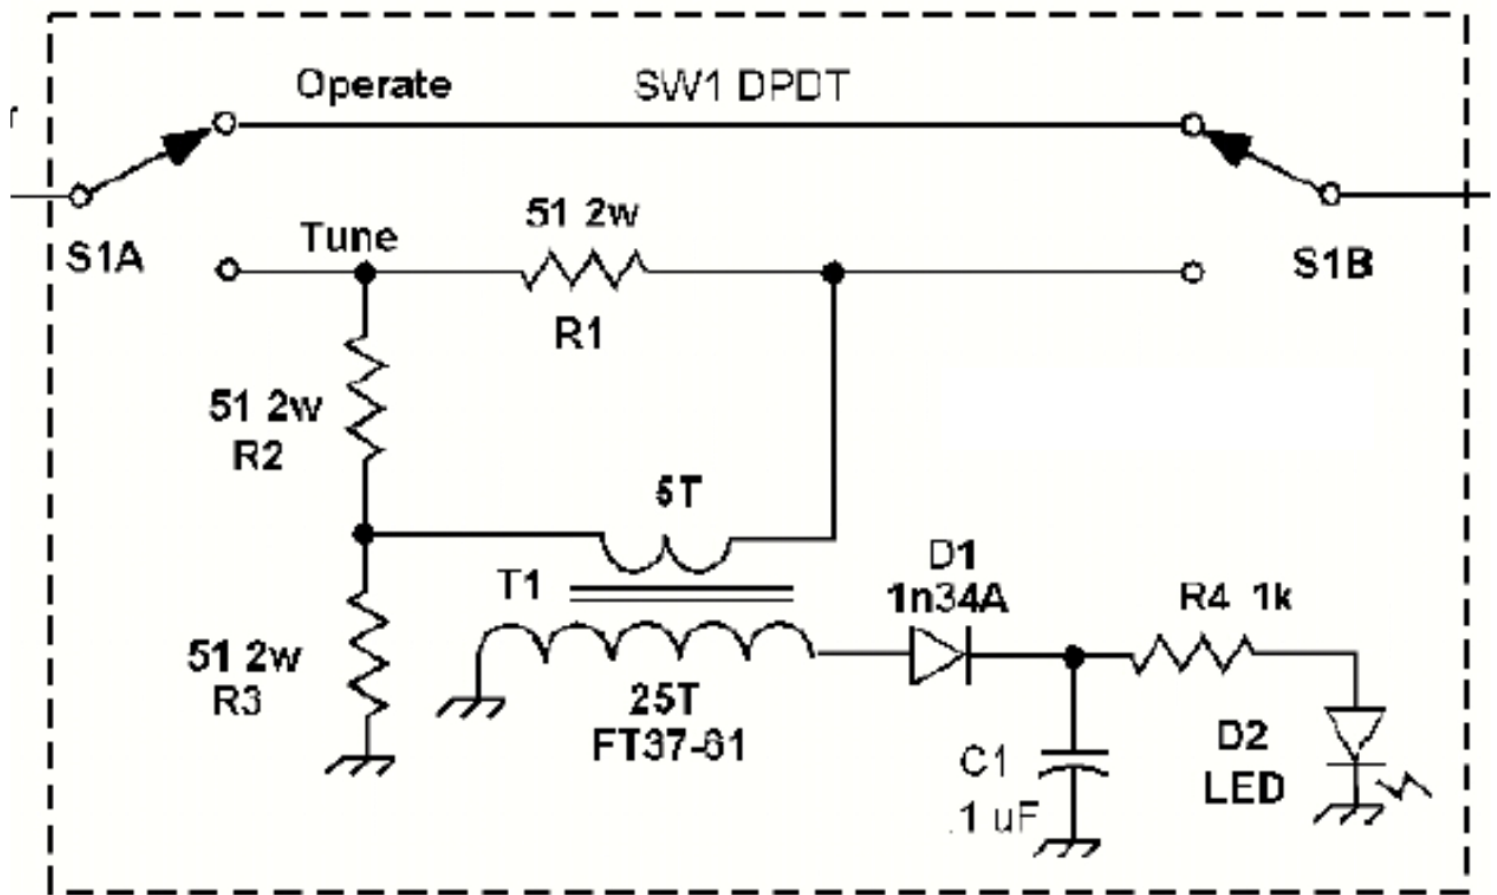 Operate
SW1 DPDT
S1A
Tune
51 2w
R1
S1B
51 2w
R2
5T
T1
D1
1n34A
R4 1k
51 2w
R3
25T
FT37-61
C1
.1 uF
D2
LED